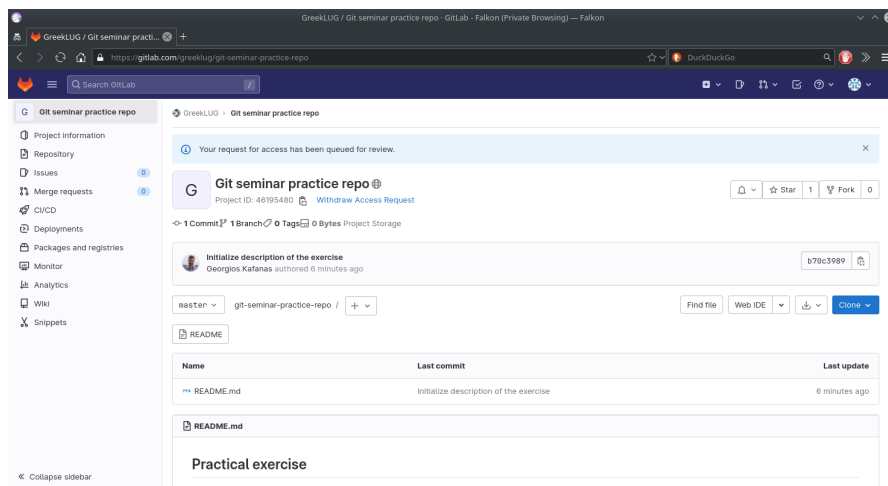 GreekLUG / Git seminar practice repo · GitLab - Falkon (Private Browsing) — Falkon
GreekLUG / Git seminar practi...
https://gitlab.com/greeklug/git-seminar-practice-repo
DuckDuckGo
Search GitLab /
G Git seminar practice repo
Project information
Repository
Issues 0
Merge requests 0
CI/CD
Deployments
Packages and registries
Monitor
Analytics
Wiki
Snippets
Collapse sidebar
GreekLUG > Git seminar practice repo
Your request for access has been queued for review.
G
Git seminar practice repo
Project ID: 46195480 Withdraw Access Request
Star 1 Fork 0
1 Commit 1 Branch 0 Tags 0 Bytes Project Storage
Initialize description of the exercise
Georgios Kafanas authored 6 minutes ago
b70c3989
master git-seminar-practice-repo / +
Find file Web IDE Clone
README
Name Last commit Last update
README.md Initialize description of the exercise 6 minutes ago
README.md
Practical exercise